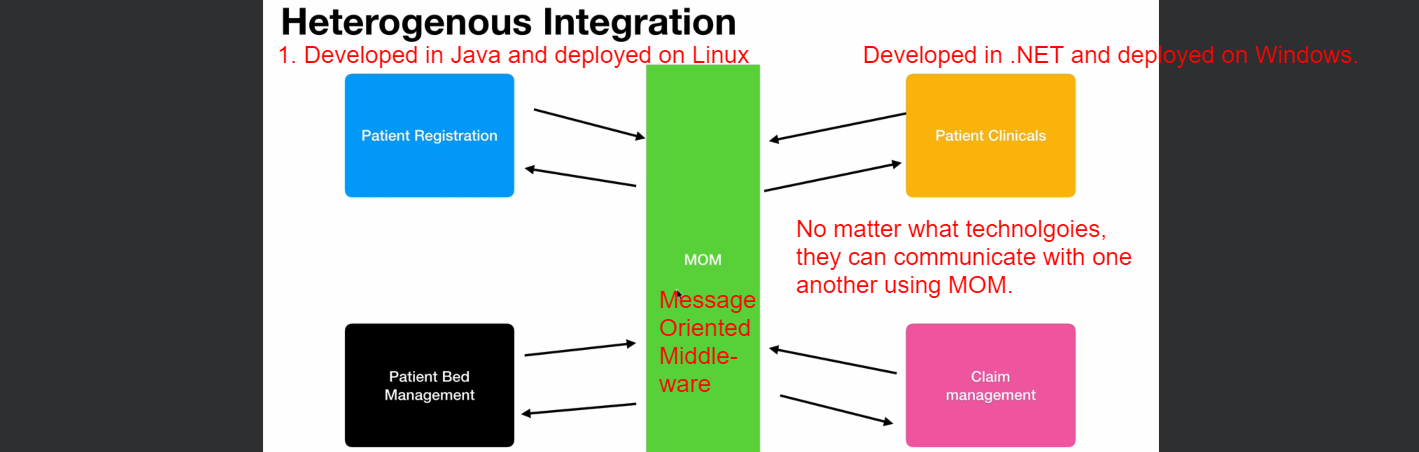 Heterogenous Integration
1. Developed in Java and deployed on Linux
Developed in .NET and deployed on Windows.
Patient Registration
Patient Clinicals
No matter what technolgoies,
they can communicate with one
another using MOM.
MOM
Message
Oriented
Middle-
ware
Patient Bed
Management
Claim
management